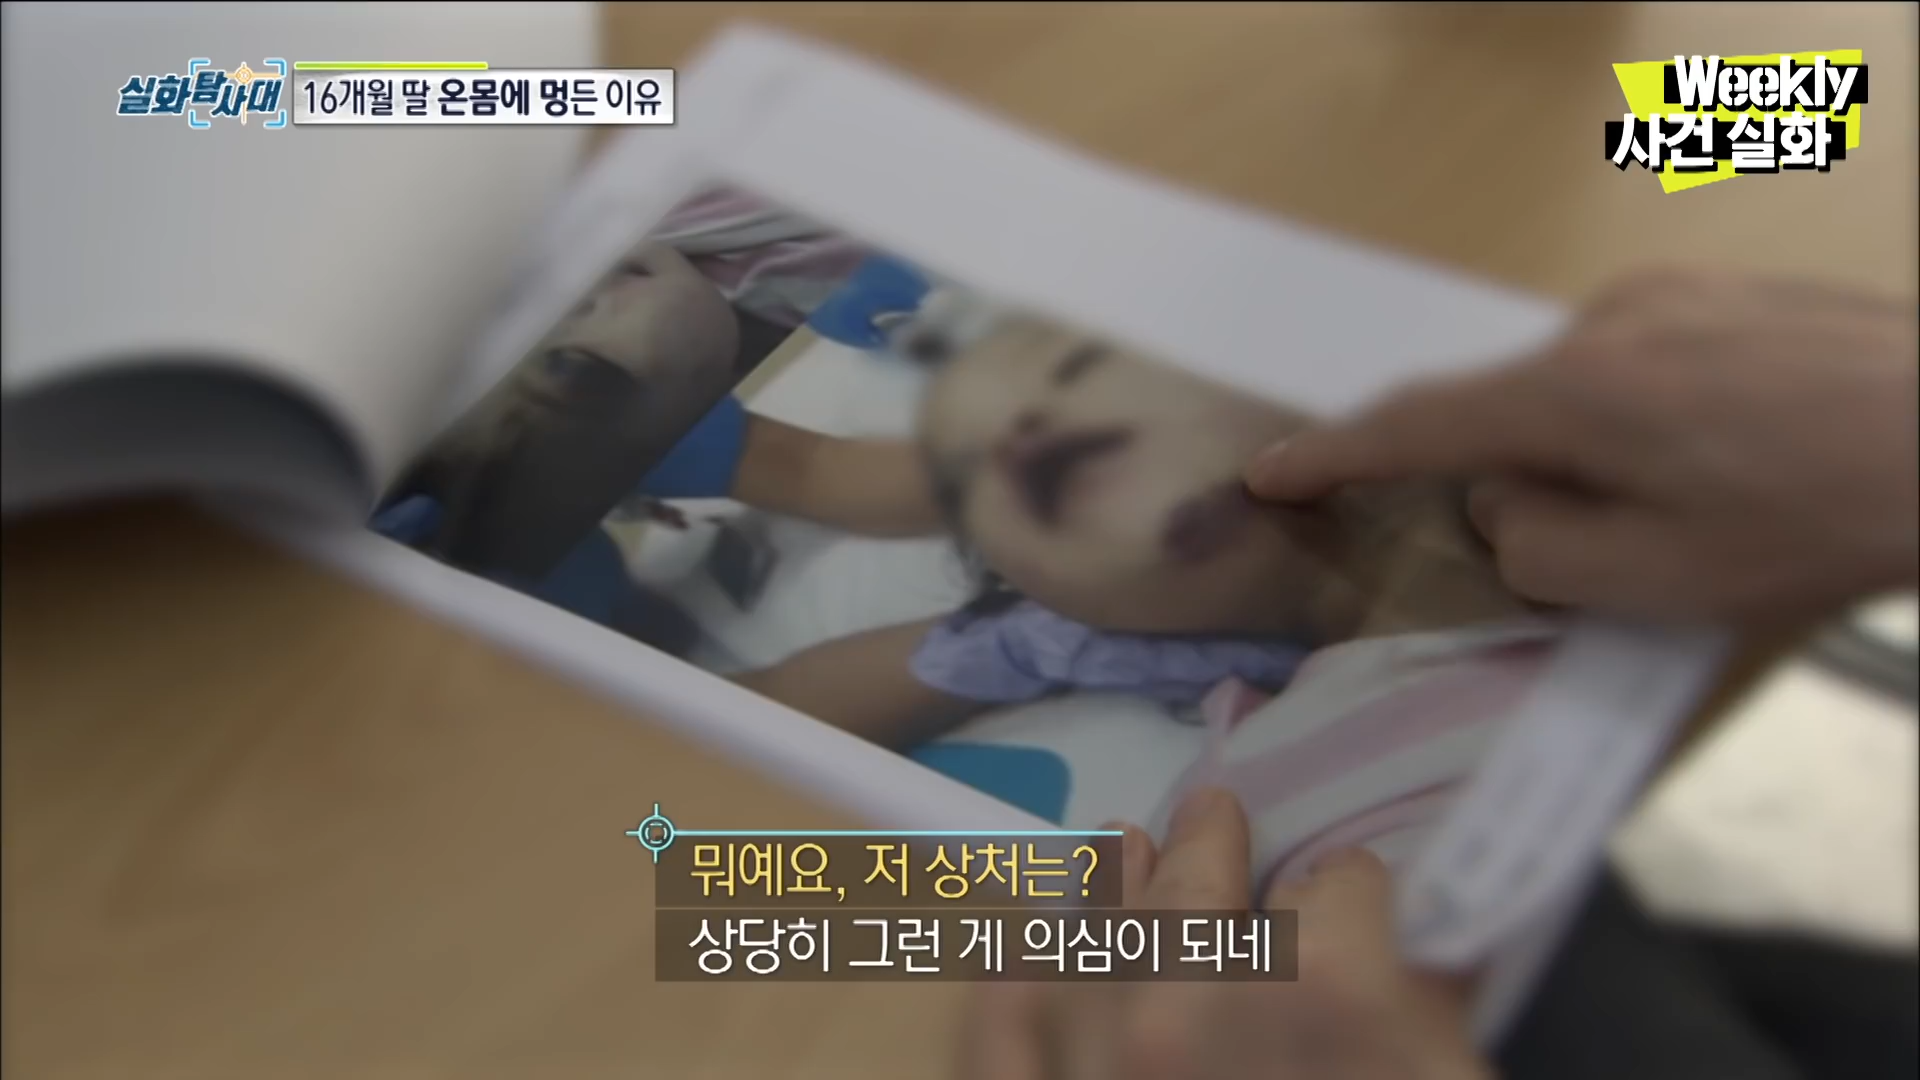 실화탐사대
16개월 딸 온몸에 멍든 이유
Weekly
사건 실화
뭐예요, 저 상처는?
상당히 그런 게 의심이 되네